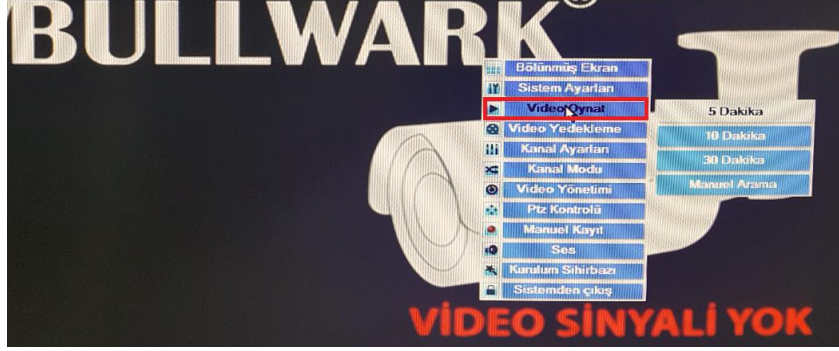 BULLWARK®
Bölünmüş Ekran
Sistem Ayarları
Video Oynat
Video Yedekleme
Kanal Ayarları
Kanal Modu
Video Yönetimi
Ptz Kontrolü
Manuel Kayıt
Ses
Kurulum Sihirbazı
Sistemden çıkış
5 Dakika
10 Dakika
30 Dakika
Manuel Arama
VİDEO SİNYALİ YOK